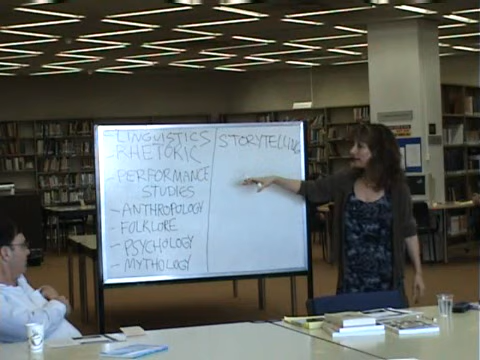 - LINGUISTICS
- RHETORIC
- PERFORMANCE
STUDIES
- ANTHROPOLOGY
- FOLKLORE
- PSYCHOLOGY
- MYTHOLOGY
STORYTELLING